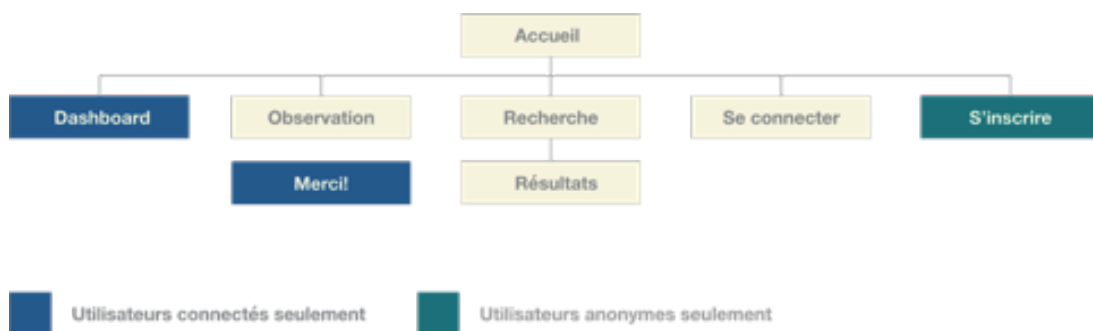 Accueil
Dashboard
Observation
Recherche
Se connecter
S'inscrire
Merci!
Résultats
Utilisateurs connectés seulement
Utilisateurs anonymes seulement